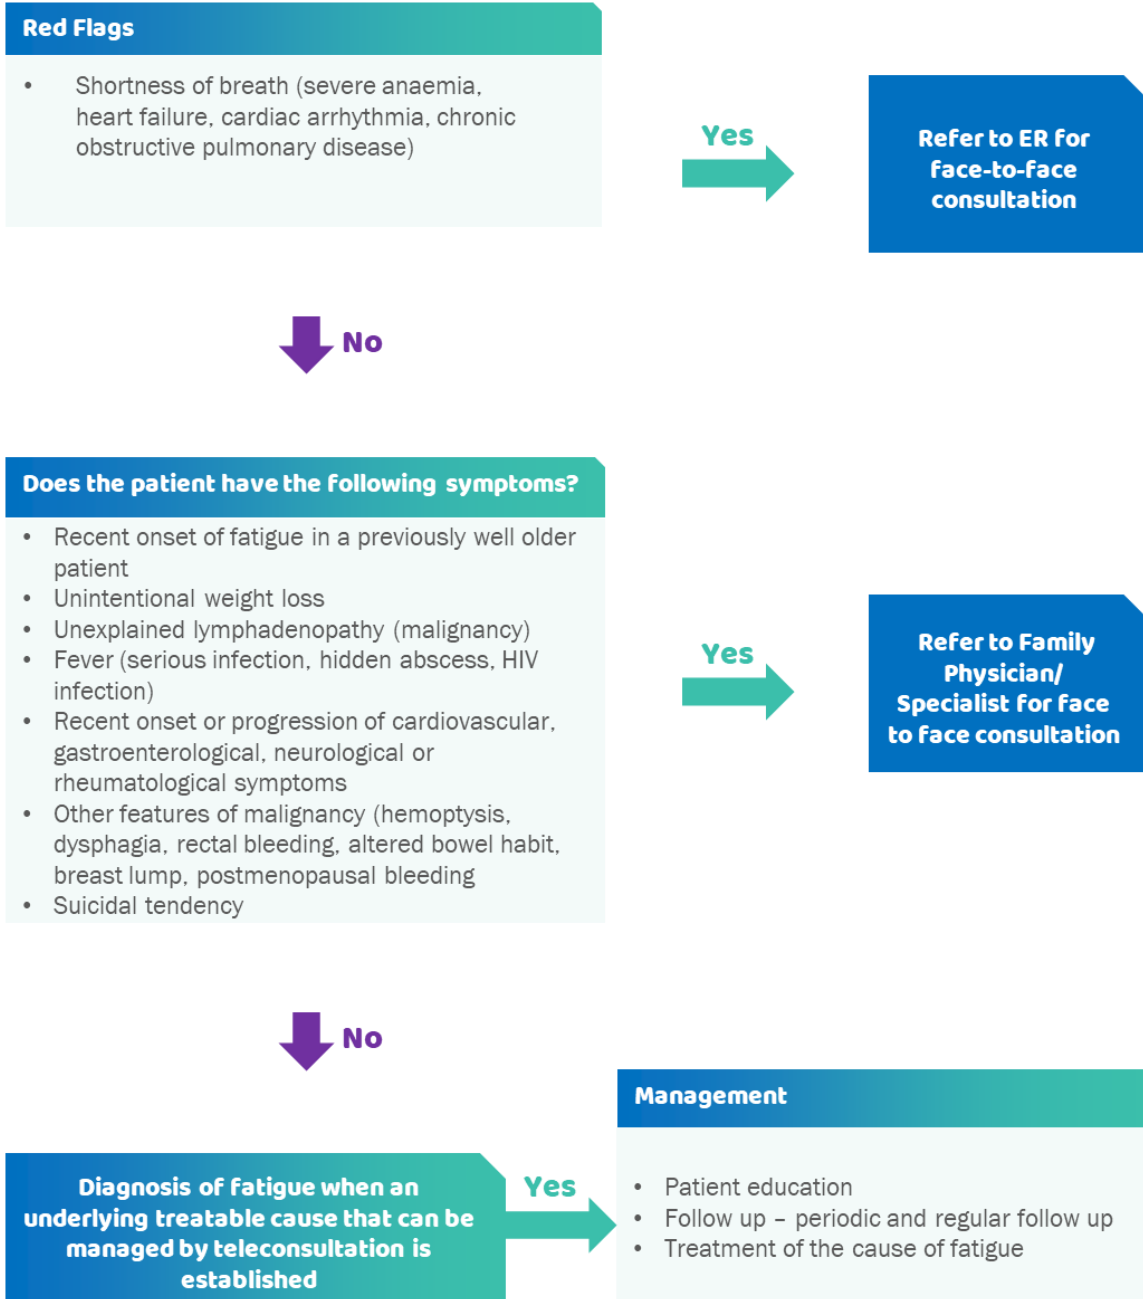 Red Flags
• Shortness of breath (severe anaemia,
heart failure, cardiac arrhythmia, chronic
obstructive pulmonary disease)
Yes
Refer to ER for
face-to-face
consultation
No
Does the patient have the following symptoms?
• Recent onset of fatigue in a previously well older
patient
• Unintentional weight loss
• Unexplained lymphadenopathy (malignancy)
• Fever (serious infection, hidden abscess, HIV
infection)
• Recent onset or progression of cardiovascular,
gastroenterological, neurological or
rheumatological symptoms
• Other features of malignancy (hemoptysis,
dysphagia, rectal bleeding, altered bowel habit,
breast lump, postmenopausal bleeding
• Suicidal tendency
Yes
Refer to Family
Physician/
Specialist for face
to face consultation
No
Diagnosis of fatigue when an
underlying treatable cause that can be
managed by teleconsultation is
established
Yes
Management
• Patient education
• Follow up – periodic and regular follow up
• Treatment of the cause of fatigue